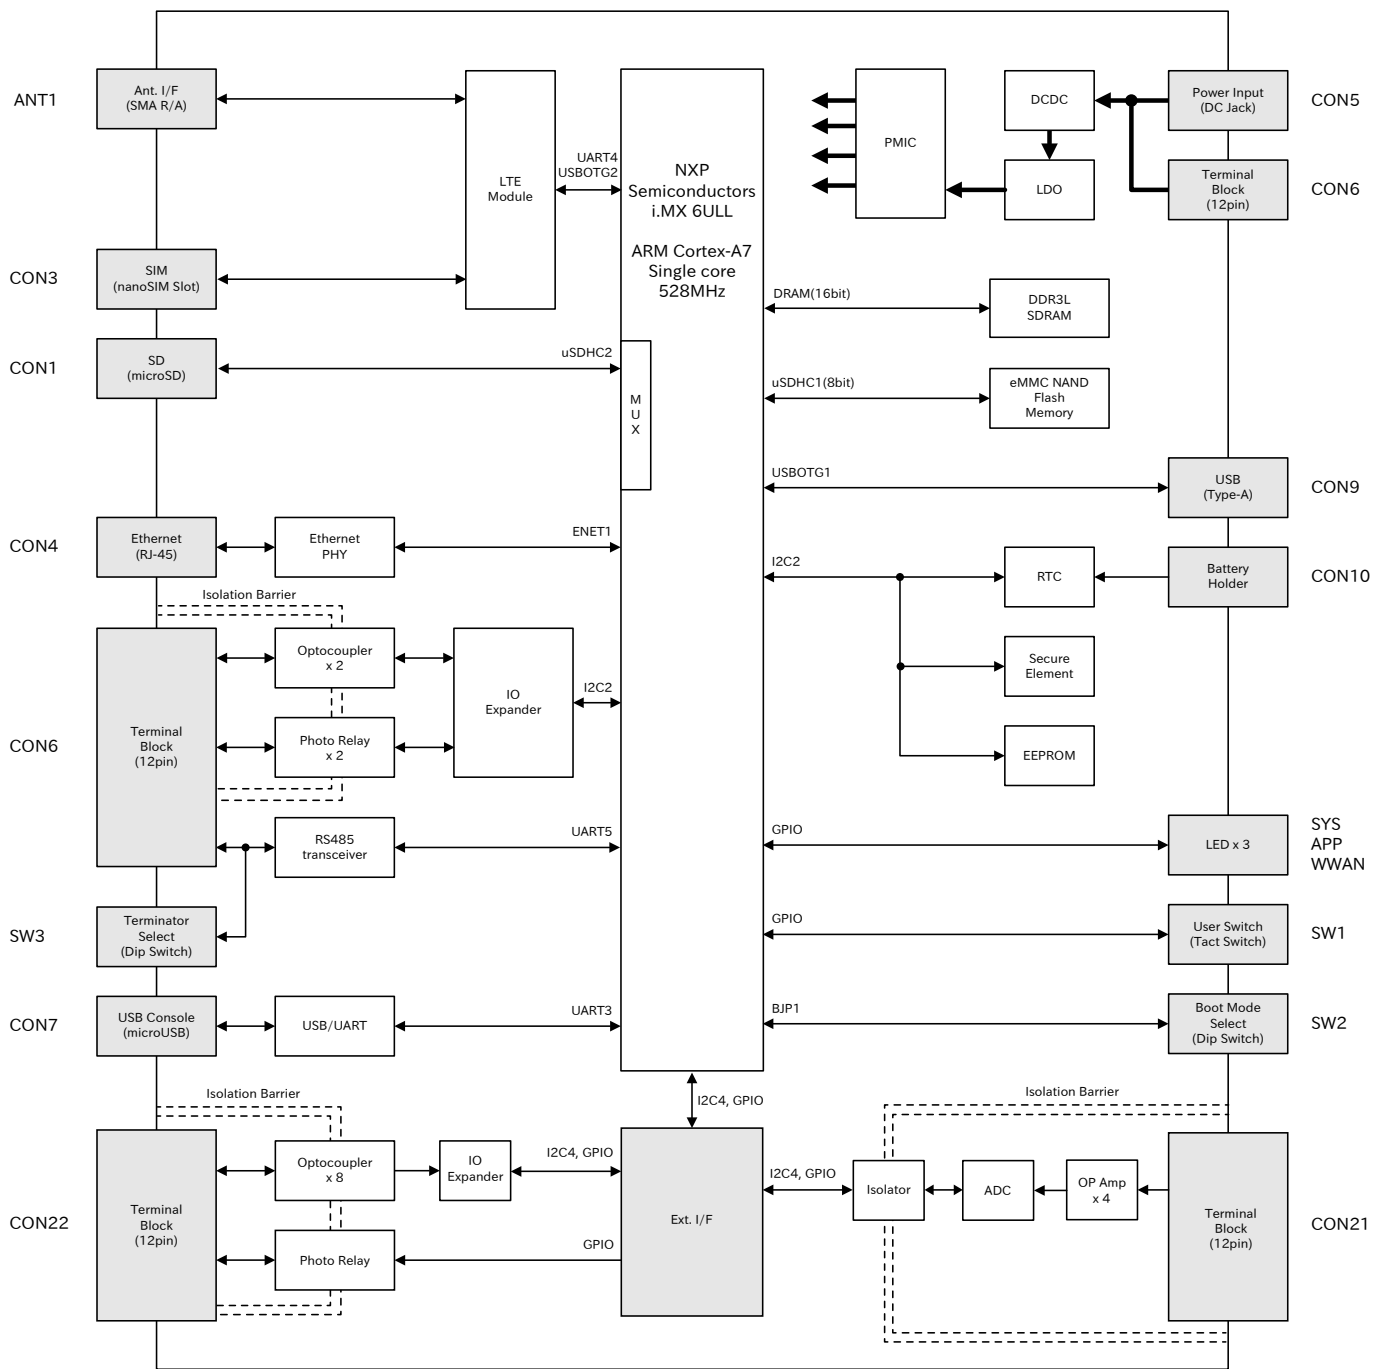 ANT1
Ant. I/F
(SMA R/A)
LTE
Module
UART4
USBOTG2
NXP
Semiconductors
i.MX 6ULL
ARM Cortex-A7
Single core
528MHz
PMIC
DCDC
LDO
Power Input
(DC Jack)
CON5
Terminal
Block
(12pin)
CON6
CON3
SIM
(nanoSIM Slot)
DRAM(16bit)
DDR3L
SDRAM
CON1
SD
(microSD)
uSDHC2
M
U
X
uSDHC1(8bit)
eMMC NAND
Flash
Memory
USBOTG1
USB
(Type-A)
CON9
CON4
Ethernet
(RJ-45)
Ethernet
PHY
ENET1
I2C2
RTC
Battery
Holder
CON10
Isolation Barrier
CON6
Terminal
Block
(12pin)
Optocoupler
x 2
Photo Relay
x 2
IO
Expander
I2C2
Secure
Element
EEPROM
RS485
transceiver
UART5
GPIO
LED x 3
SYS
APP
WWAN
SW3
Terminator
Select
(Dip Switch)
GPIO
User Switch
(Tact Switch)
SW1
CON7
USB Console
(microUSB)
USB/UART
UART3
BJP1
Boot Mode
Select
(Dip Switch)
SW2
I2C4, GPIO
Isolation Barrier
CON22
Terminal
Block
(12pin)
Optocoupler
x 8
IO
Expander
I2C4, GPIO
Photo Relay
GPIO
Ext. I/F
Isolation Barrier
I2C4, GPIO
Isolator
ADC
OP Amp
x 4
Terminal
Block
(12pin)
CON21